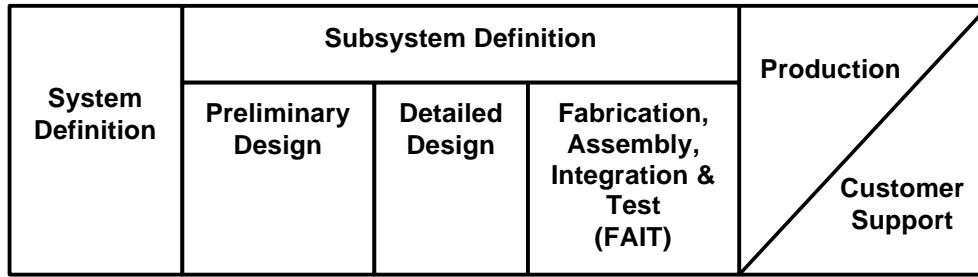 System
Definition
Subsystem Definition
Preliminary
Design
Detailed
Design
Fabrication,
Assembly,
Integration &
Test
(FAIT)
Production
Customer
Support